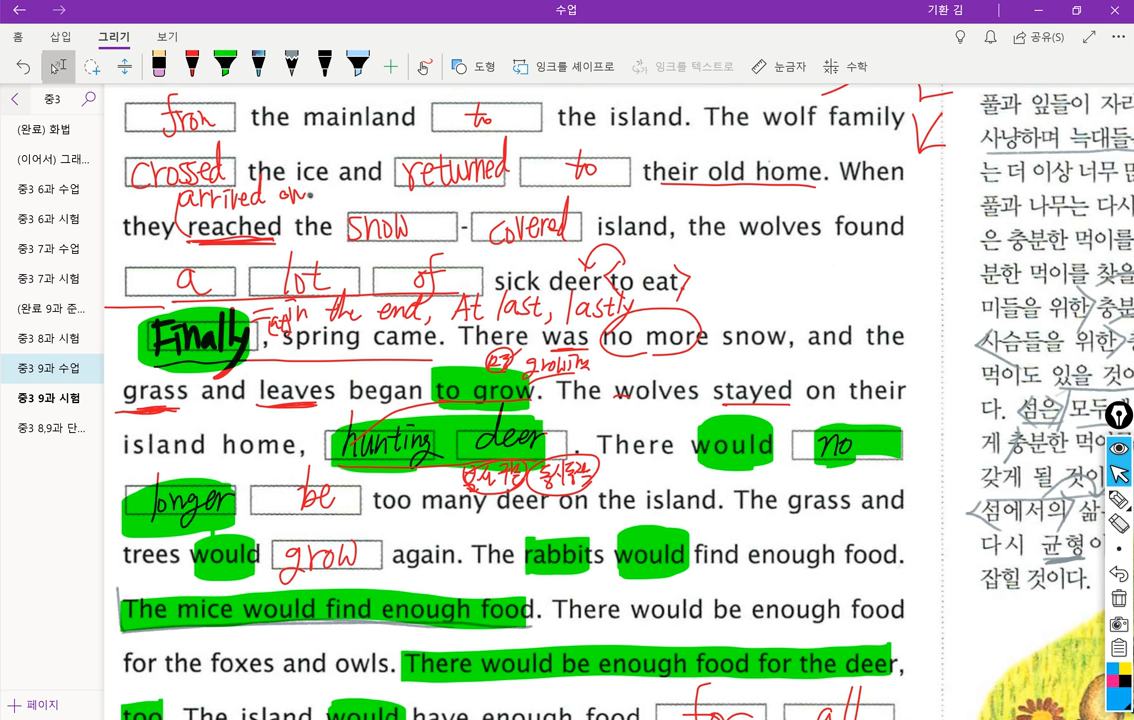 수업
기환 김
홈 삽입 그리기 보기
공유(S)
도형 잉크를 셰이프로 잉크를 텍스트로 눈금자 수학
중3
(완료) 화법
(이어서) 그래...
중3 6과 수업
중3 6과 시험
중3 7과 수업
중3 7과 시험
(완료 9과 준...
중3 8과 시험
중3 9과 수업
중3 9과 시험
중3 8,9과 단...
페이지
fron the mainland to the island. The wolf family
crossed the ice and returned to their old home. When
arrived on
they reached the snow - covered island, the wolves found
a lot of sick deer to eat.
in the end, At last, lastly
Finally, spring came. There was no more snow, and the
growing
grass and leaves began to grow. The wolves stayed on their
island home, hunting deer. There would no
분사구문 동시동작
longer be too many deer on the island. The grass and
trees would grow again. The rabbits would find enough food.
The mice would find enough food. There would be enough food
for the foxes and owls. There would be enough food for the deer,
too. The island would have enough food for all
풀과 잎들이 자리
사냥하며 늑대들
는 더 이상 너무 많
풀과 나무는 다시
은 충분한 먹이를
분한 먹이를 찾을
미들을 위한 충분
사슴들을 위한 충
먹이도 있을 것이
다. 섬은 모두
게 충분한 먹이
갖게 될 것이
섬에서의 삶
다시 균형이
잡힐 것이다.